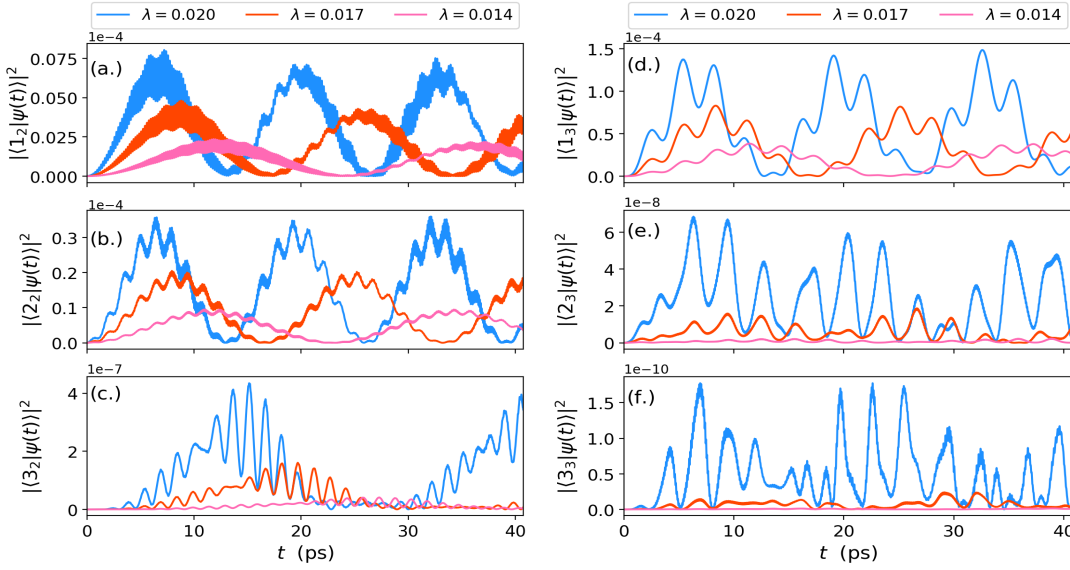 λ = 0.020 λ = 0.017 λ = 0.014
1e−4
(a.)
|⟨1₂|ψ(t)⟩|²
0.075
0.050
0.025
0.000
1e−4
(b.)
|⟨2₂|ψ(t)⟩|²
0.3
0.2
0.1
0.0
1e−7
(c.)
|⟨3₂|ψ(t)⟩|²
4
2
0
0 10 20 30 40
t (ps)
λ = 0.020 λ = 0.017 λ = 0.014
1e−4
(d.)
|⟨1₃|ψ(t)⟩|²
1.5
1.0
0.5
0.0
1e−8
(e.)
|⟨2₃|ψ(t)⟩|²
6
4
2
0
1e−10
(f.)
|⟨3₃|ψ(t)⟩|²
1.5
1.0
0.5
0.0
0 10 20 30 40
t (ps)